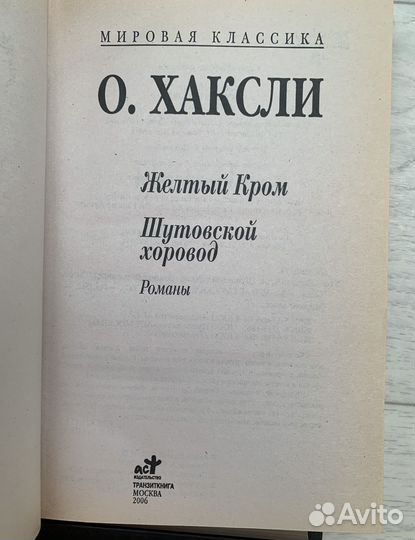 МИРОВАЯ КЛАССИКА
О. ХАКСЛИ
Желтый Кром
Шутовской
хоровод
Романы
аст
ИЗДАТЕЛЬСТВО
ТРАНЗИТКНИГА
МОСКВА
2006
Avito